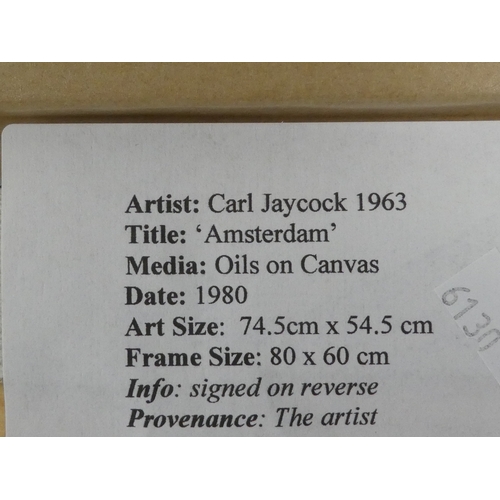 Artist: Carl Jaycock 1963
Title: ‘Amsterdam’
Media: Oils on Canvas
Date: 1980
Art Size: 74.5cm x 54.5 cm
Frame Size: 80 x 60 cm
Info: signed on reverse
Provenance: The artist
6130